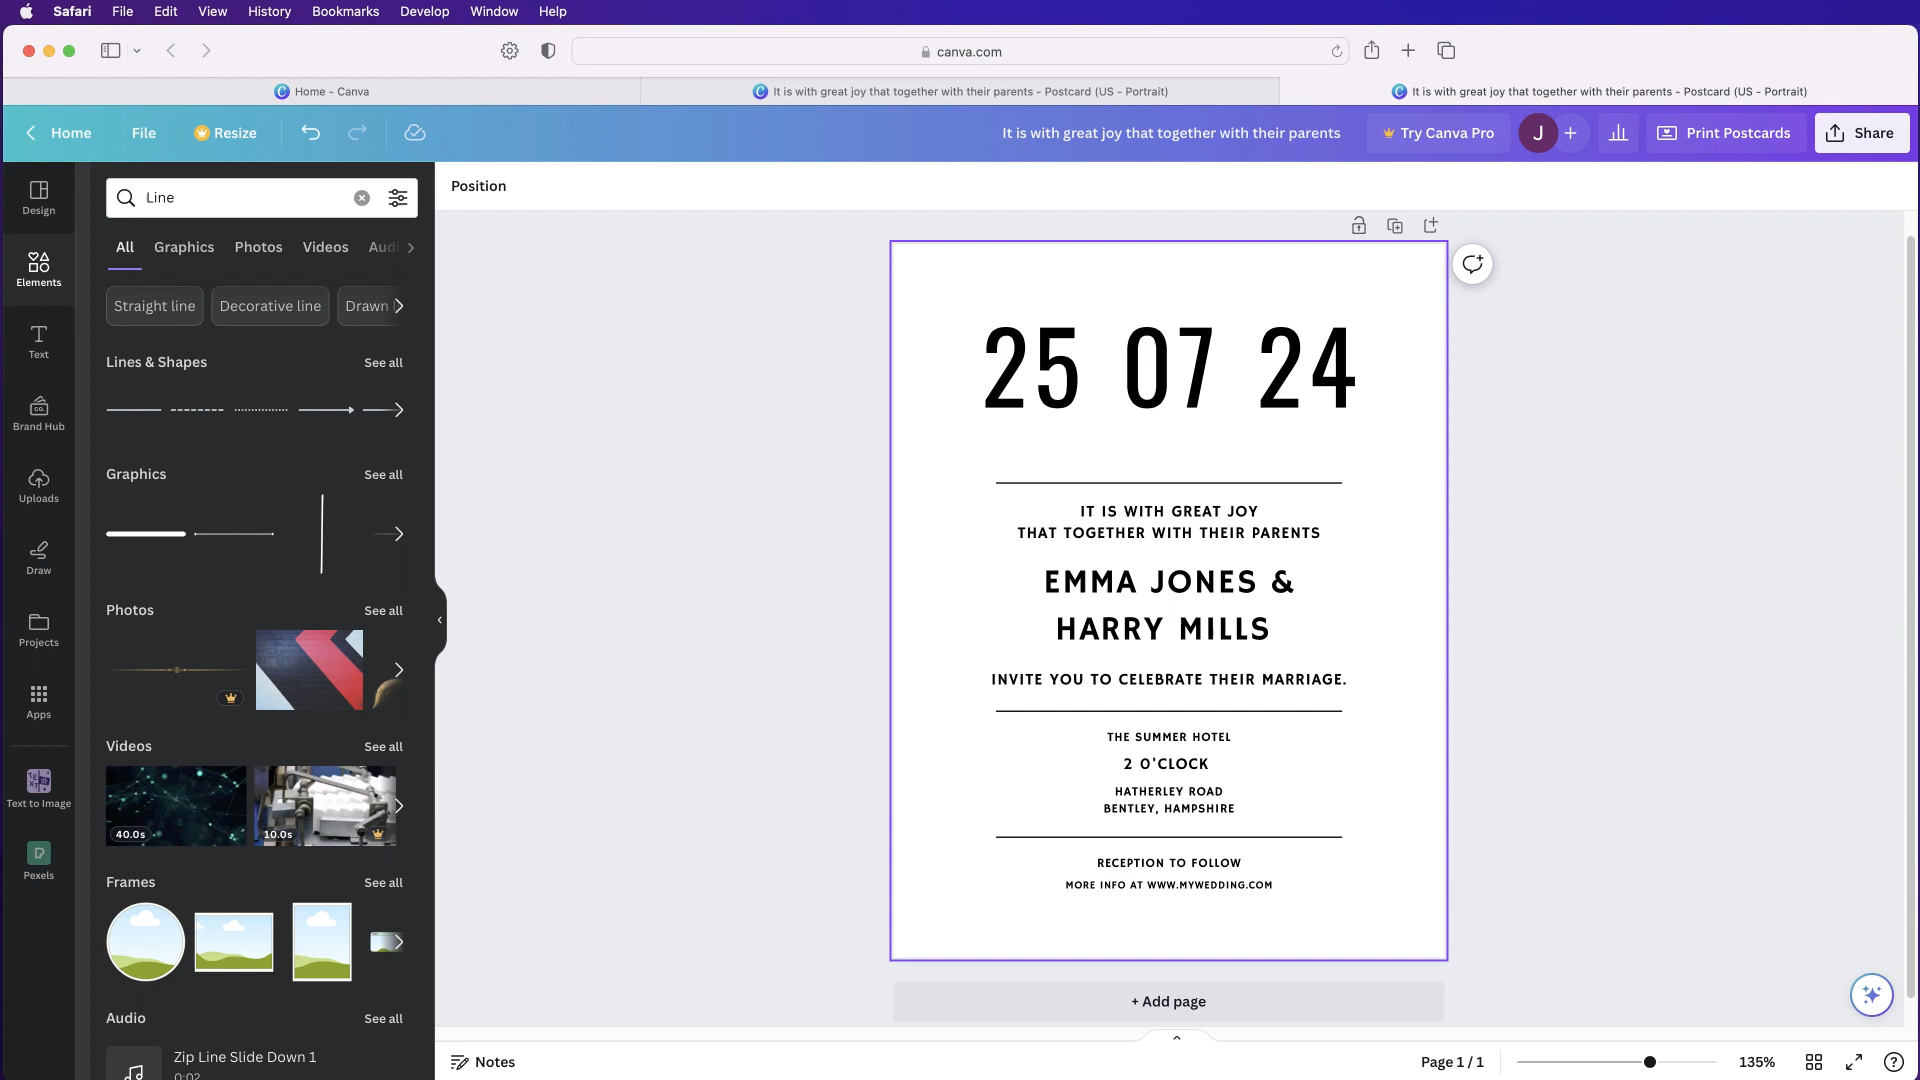 Safari File Edit View History Bookmarks Develop Window Help
canva.com
Home - Canva
It is with great joy that together with their parents - Postcard (US - Portrait)
It is with great joy that together with their parents - Postcard (US - Portrait)
Home File Resize
It is with great joy that together with their parents
Try Canva Pro
J
Print Postcards
Share
Design
Elements
Text
Brand Hub
Uploads
Draw
Projects
Apps
Text to Image
Pexels
Line
All Graphics Photos Videos
Straight line Decorative line Drawn
Lines & Shapes See all
Graphics See all
Photos See all
Videos See all
40.0s 10.0s
Frames See all
Audio See all
Zip Line Slide Down 1
0:02
Position
25 07 24
IT IS WITH GREAT JOY
THAT TOGETHER WITH THEIR PARENTS
EMMA JONES &
HARRY MILLS
INVITE YOU TO CELEBRATE THEIR MARRIAGE.
THE SUMMER HOTEL
2 O'CLOCK
HATHERLEY ROAD
BENTLEY, HAMPSHIRE
RECEPTION TO FOLLOW
MORE INFO AT WWW.MYWEDDING.COM
+ Add page
Notes
Page 1 / 1
135%